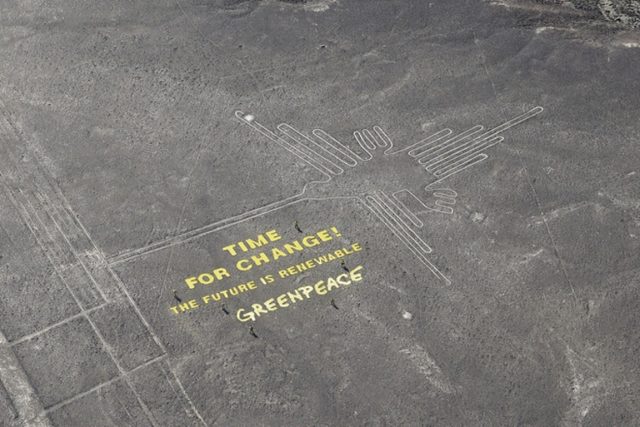 TIME
FOR CHANGE!
THE FUTURE IS RENEWABLE
GREENPEACE